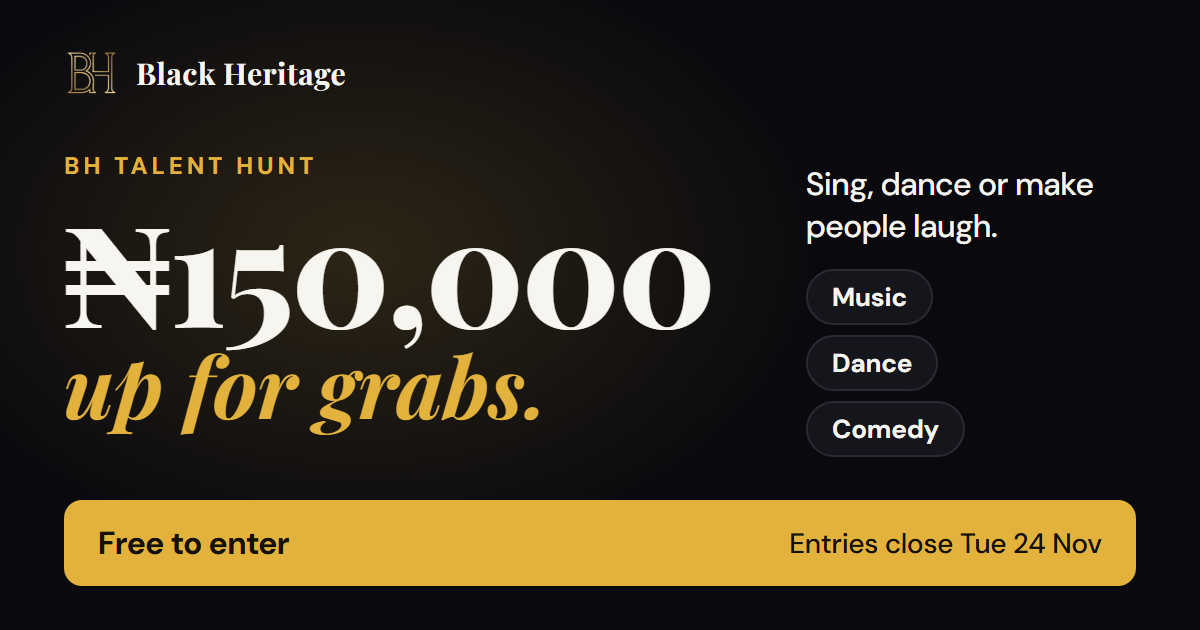 BH
Black Heritage
BH TALENT HUNT
₦150,000
up for grabs.
Sing, dance or make
people laugh.
Music
Dance
Comedy
Free to enter
Entries close Tue 24 Nov